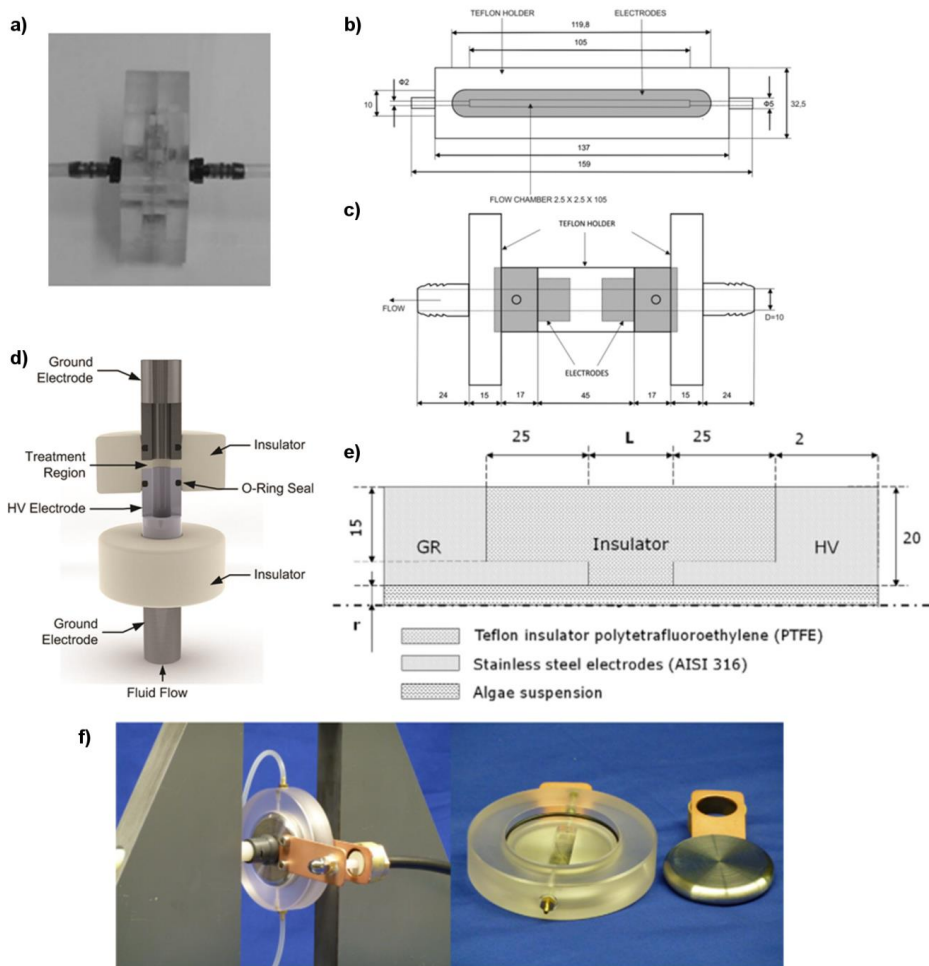 a)
b)
TEFLON HOLDER
ELECTRODES
119,8
105
Φ2
10
Φ5
32,5
137
159
FLOW CHAMBER 2.5 X 2.5 X 105
c)
TEFLON HOLDER
FLOW
D=10
ELECTRODES
24
15
17
45
17
15
24
d)
Ground
Electrode
Treatment
Region
HV Electrode
Insulator
O-Ring Seal
Insulator
Ground
Electrode
Fluid Flow
e)
25
L
25
2
15
GR
Insulator
HV
20
r
Teflon insulator polytetrafluoroethylene (PTFE)
Stainless steel electrodes (AISI 316)
Algae suspension
f)